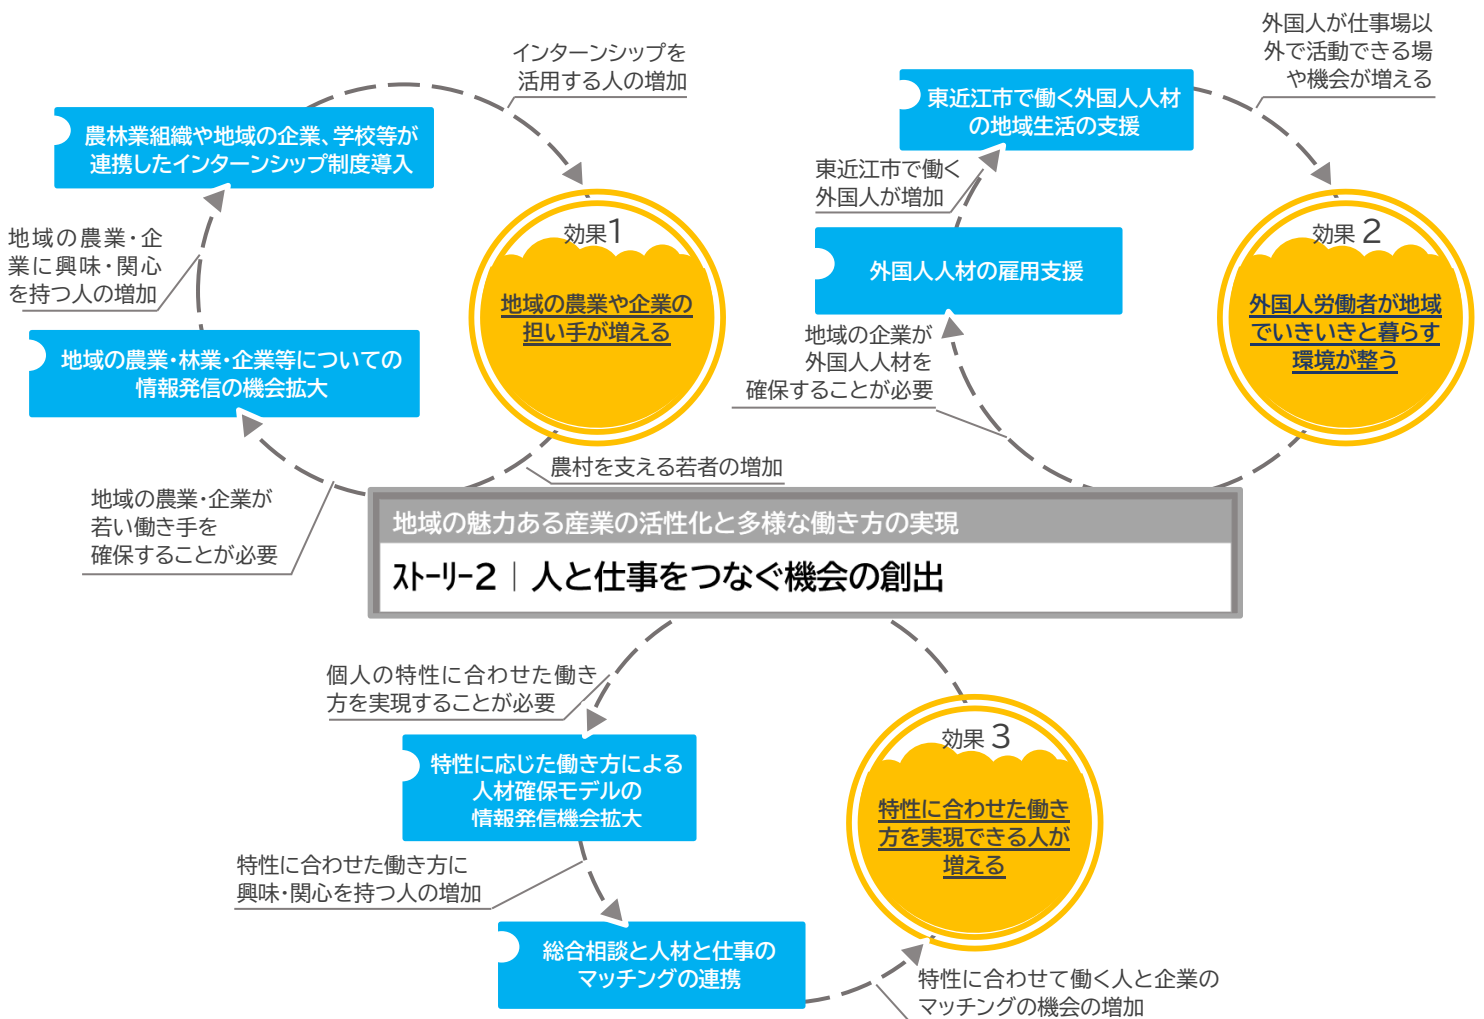 インターンシップを
活用する人の増加
農林業組織や地域の企業、学校等が
連携したインターンシップ制度導入
地域の農業・企
業に興味・関心
を持つ人の増加
地域の農業・林業・企業等についての
情報発信の機会拡大
地域の農業・企業が
若い働き手を
確保することが必要
効果1
地域の農業や企業の
担い手が増える
農村を支える若者の増加
外国人が仕事場以
外で活動できる場
や機会が増える
東近江市で働く外国人人材
の地域生活の支援
東近江市で働く
外国人が増加
外国人人材の雇用支援
地域の企業が
外国人人材を
確保することが必要
効果 2
外国人労働者が地域
でいきいきと暮らす
環境が整う
地域の魅力ある産業の活性化と多様な働き方の実現
ストーリー2｜人と仕事をつなぐ機会の創出
個人の特性に合わせた働き
方を実現することが必要
特性に応じた働き方による
人材確保モデルの
情報発信機会拡大
特性に合わせた働き方に
興味・関心を持つ人の増加
総合相談と人材と仕事の
マッチングの連携
効果 3
特性に合わせた働き
方を実現できる人が
増える
特性に合わせて働く人と企業の
マッチングの機会の増加